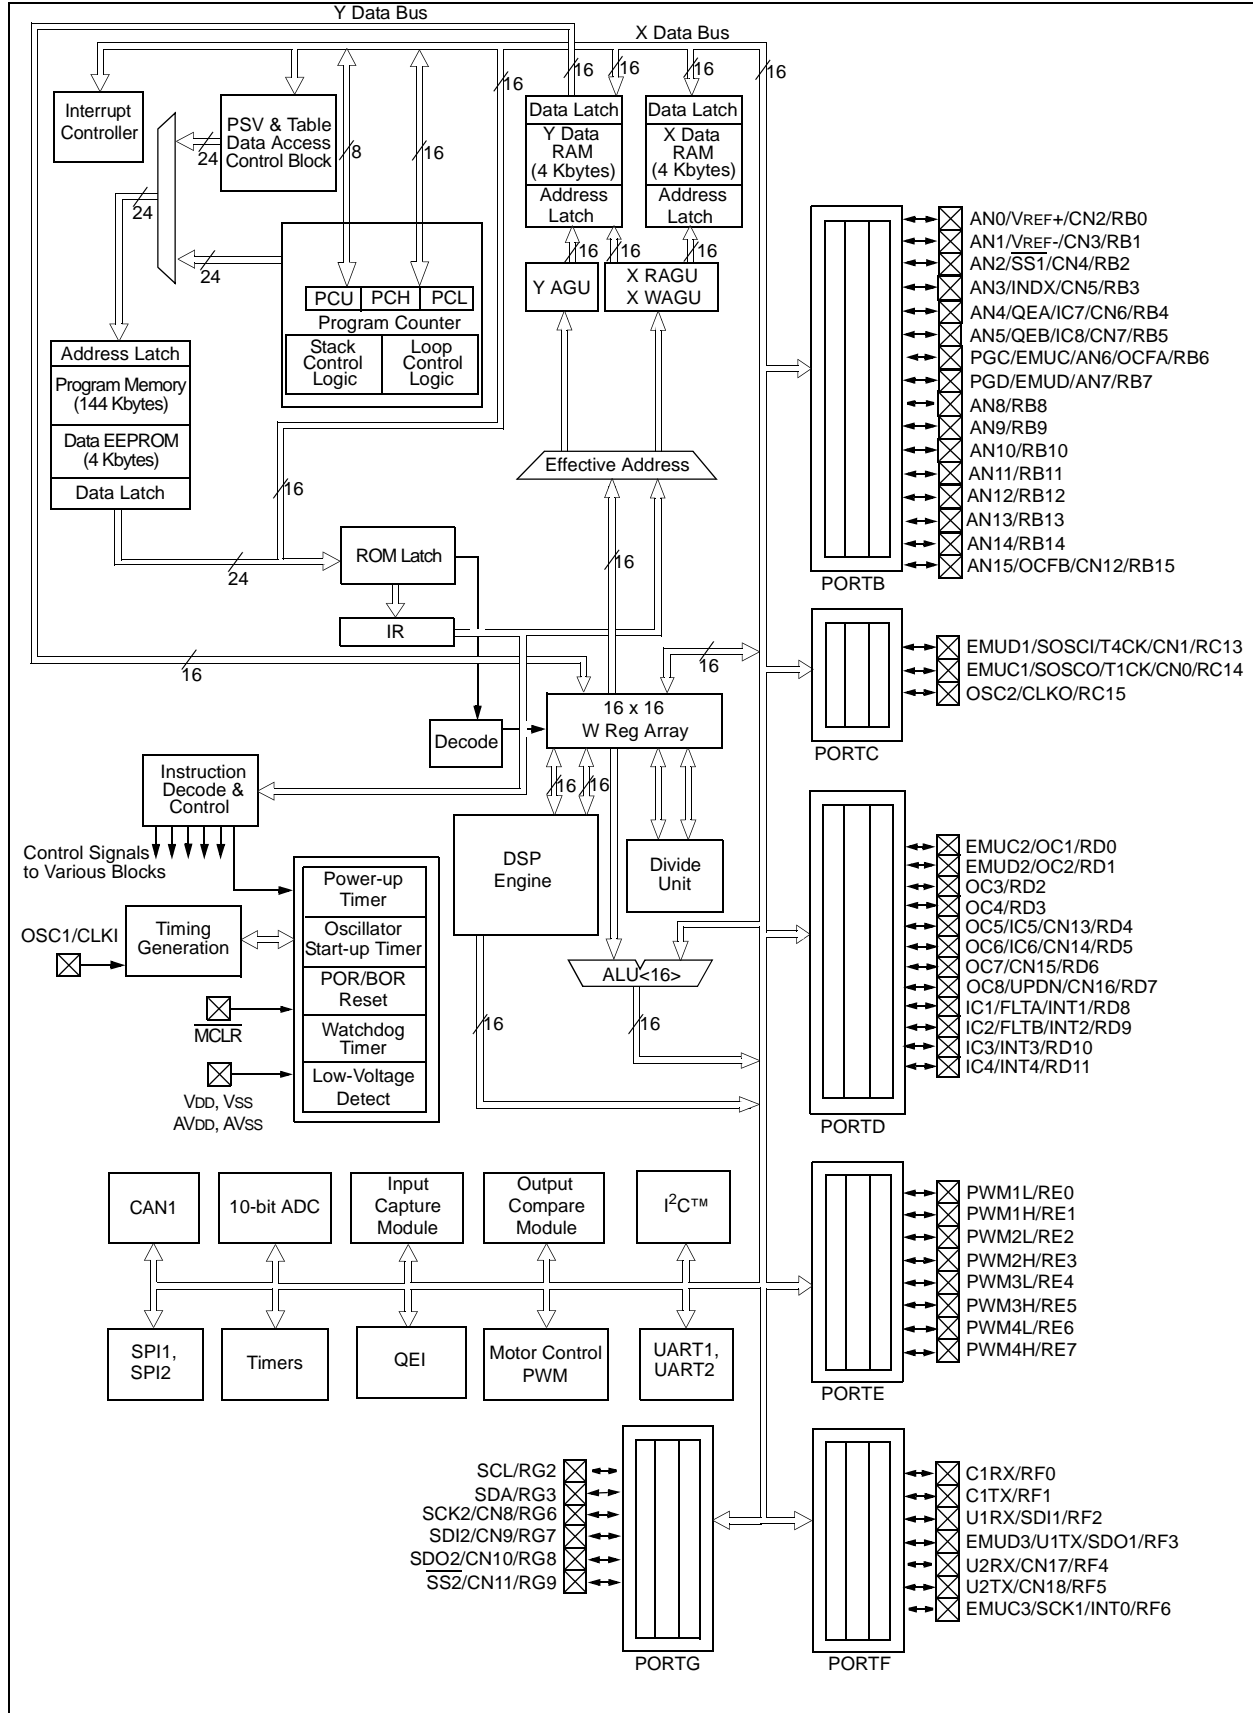 Y Data Bus
X Data Bus
16
16
16
16
16
Interrupt
Controller
PSV & Table
Data Access
Control Block
24
24
24
8
16
Data Latch
Y Data
RAM
(4 Kbytes)
Address
Latch
Data Latch
X Data
RAM
(4 Kbytes)
Address
Latch
16
16
16
Y AGU
X RAGU
X WAGU
PCU
PCH
PCL
Program Counter
Stack
Control
Logic
Loop
Control
Logic
Address Latch
Program Memory
(144 Kbytes)
Data EEPROM
(4 Kbytes)
Data Latch
Effective Address
16
24
ROM Latch
16
IR
16
16
16 x 16
W Reg Array
Decode
Instruction
Decode &
Control
16
16
Control Signals
to Various Blocks
DSP
Engine
Divide
Unit
Power-up
Timer
Oscillator
Start-up Timer
POR/BOR
Reset
Watchdog
Timer
Low-Voltage
Detect
OSC1/CLKI
Timing
Generation
MCLR
VDD, VSS
AVDD, AVSS
ALU<16>
16
16
CAN1
10-bit ADC
Input
Capture
Module
Output
Compare
Module
I²C™
SPI1,
SPI2
Timers
QEI
Motor Control
PWM
UART1,
UART2
AN0/VREF+/CN2/RB0
AN1/VREF-/CN3/RB1
AN2/SS1/CN4/RB2
AN3/INDX/CN5/RB3
AN4/QEA/IC7/CN6/RB4
AN5/QEB/IC8/CN7/RB5
PGC/EMUC/AN6/OCFA/RB6
PGD/EMUD/AN7/RB7
AN8/RB8
AN9/RB9
AN10/RB10
AN11/RB11
AN12/RB12
AN13/RB13
AN14/RB14
AN15/OCFB/CN12/RB15
PORTB
EMUD1/SOSCI/T4CK/CN1/RC13
EMUC1/SOSCO/T1CK/CN0/RC14
OSC2/CLKO/RC15
PORTC
EMUC2/OC1/RD0
EMUD2/OC2/RD1
OC3/RD2
OC4/RD3
OC5/IC5/CN13/RD4
OC6/IC6/CN14/RD5
OC7/CN15/RD6
OC8/UPDN/CN16/RD7
IC1/FLTA/INT1/RD8
IC2/FLTB/INT2/RD9
IC3/INT3/RD10
IC4/INT4/RD11
PORTD
PWM1L/RE0
PWM1H/RE1
PWM2L/RE2
PWM2H/RE3
PWM3L/RE4
PWM3H/RE5
PWM4L/RE6
PWM4H/RE7
PORTE
SCL/RG2
SDA/RG3
SCK2/CN8/RG6
SDI2/CN9/RG7
SDO2/CN10/RG8
SS2/CN11/RG9
PORTG
C1RX/RF0
C1TX/RF1
U1RX/SDI1/RF2
EMUD3/U1TX/SDO1/RF3
U2RX/CN17/RF4
U2TX/CN18/RF5
EMUC3/SCK1/INT0/RF6
PORTF